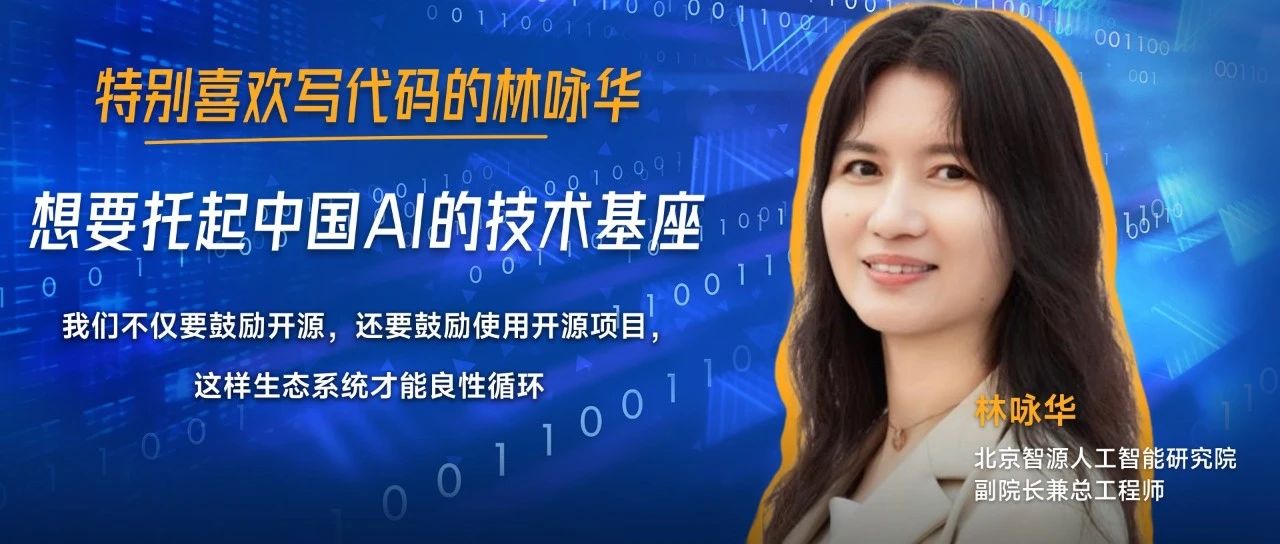 特别喜欢写代码的林咏华
想要托起中国AI的技术基座
我们不仅要鼓励开源，还要鼓励使用开源项目，
这样生态系统才能良性循环
林咏华
北京智源人工智能研究院
副院长兼总工程师